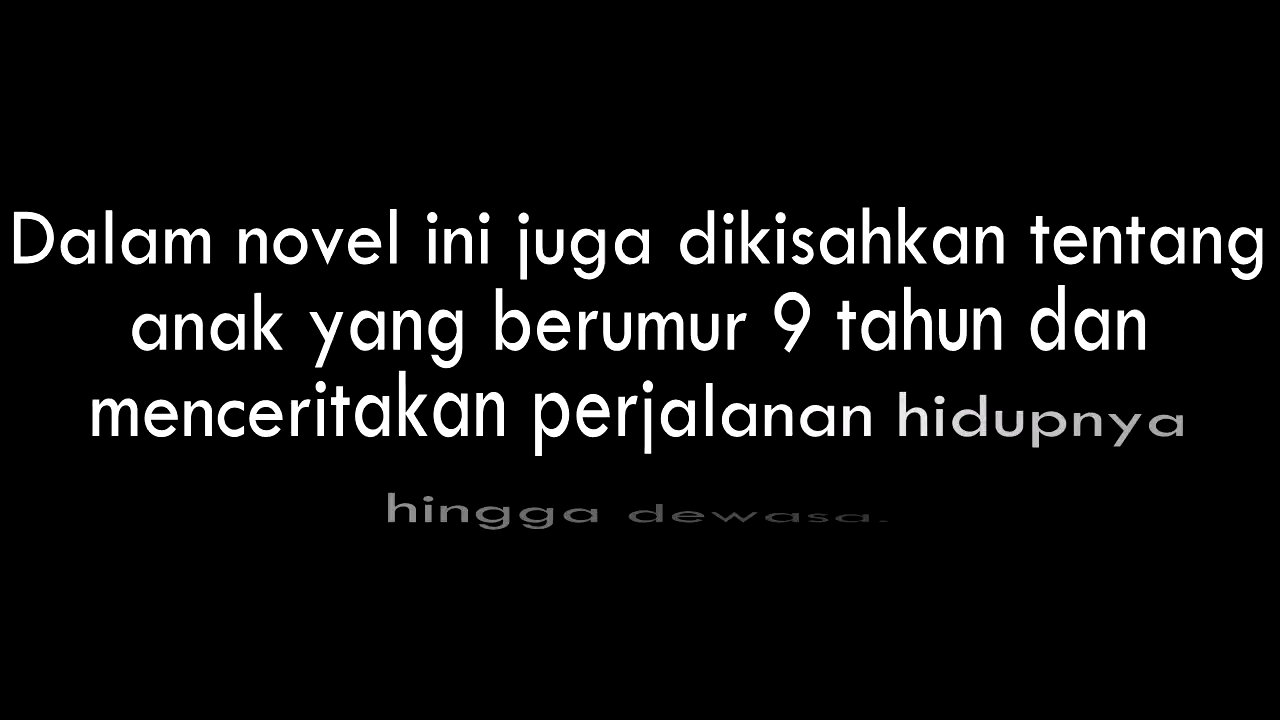 Dalam novel ini juga dikisahkan tentang
anak yang berumur 9 tahun dan
menceritakan perjalanan hidupnya
hingga dewasa.